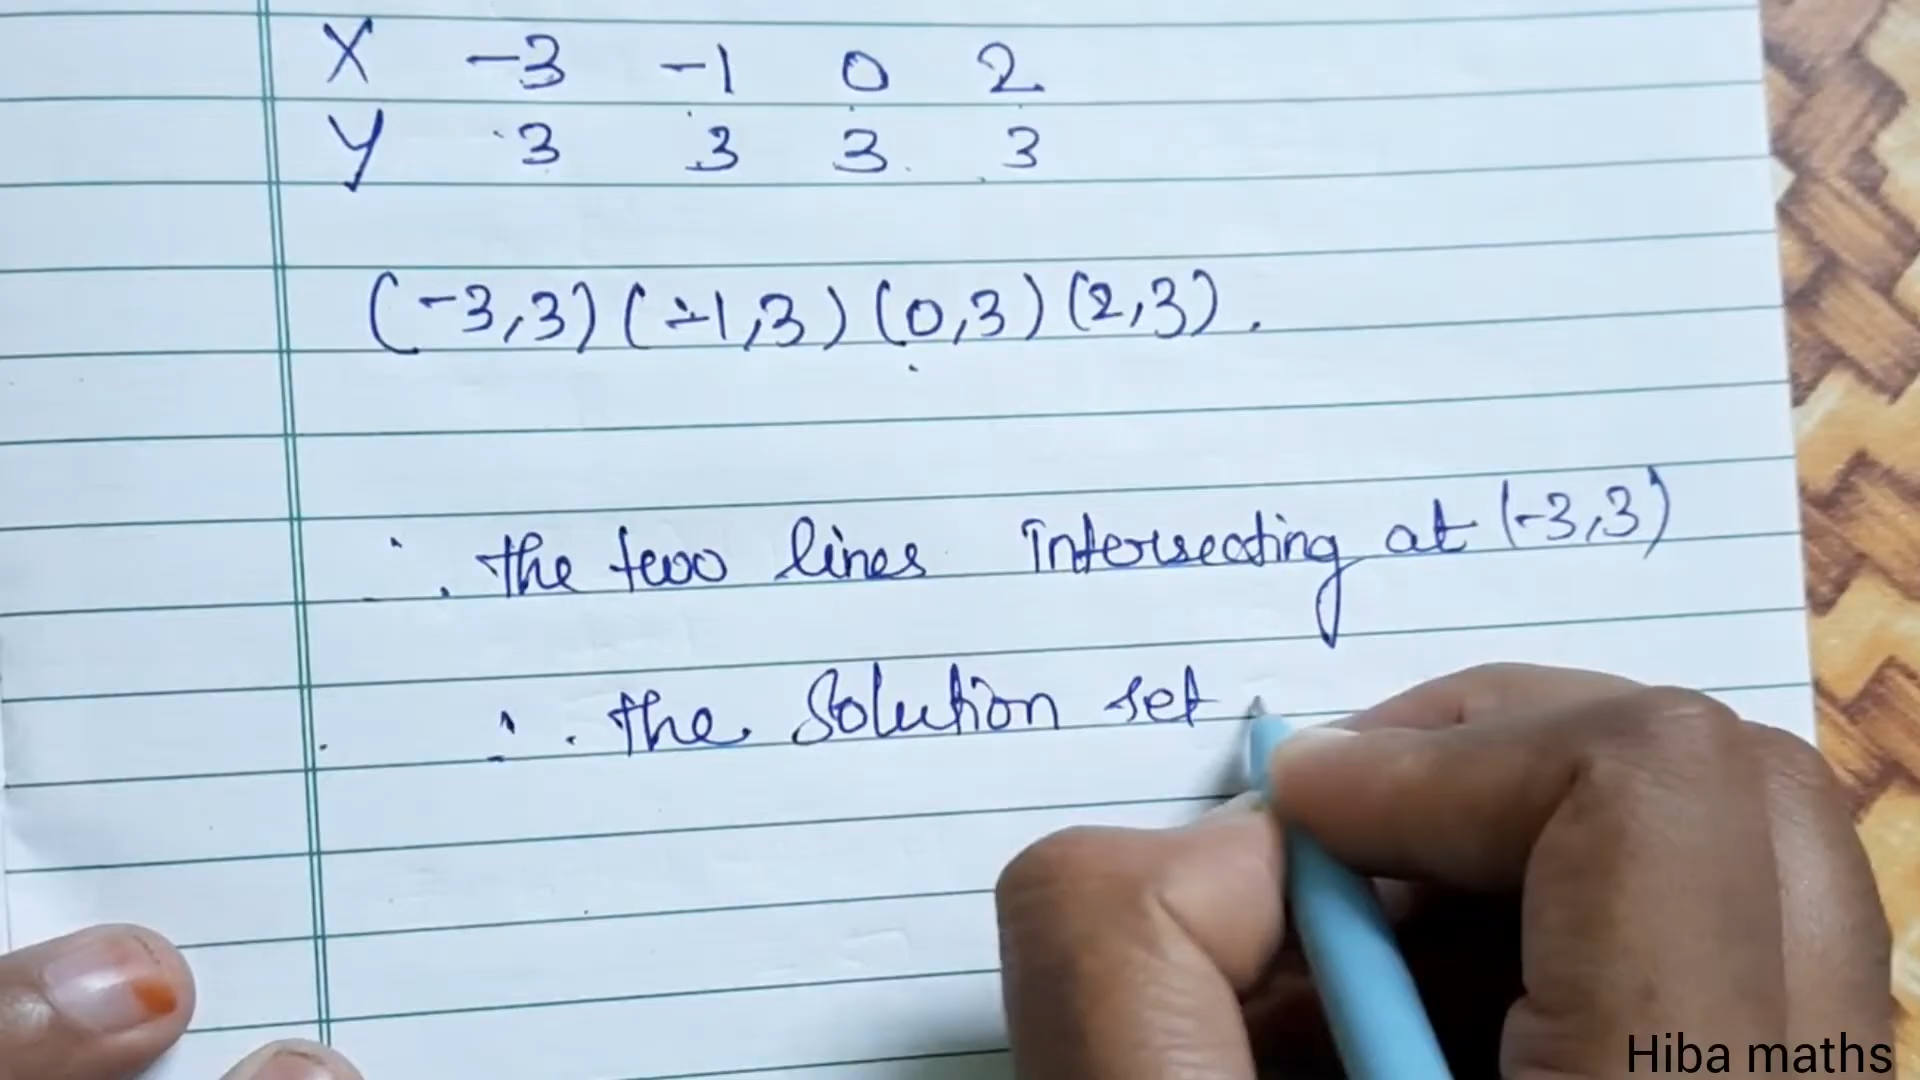 X -3 -1 0 2
Y 3 3 3 3
(-3,3) (-1,3) (0,3) (2,3).
∴ the two lines intersecting at (-3,3)
∴ the Solution set
Hiba maths